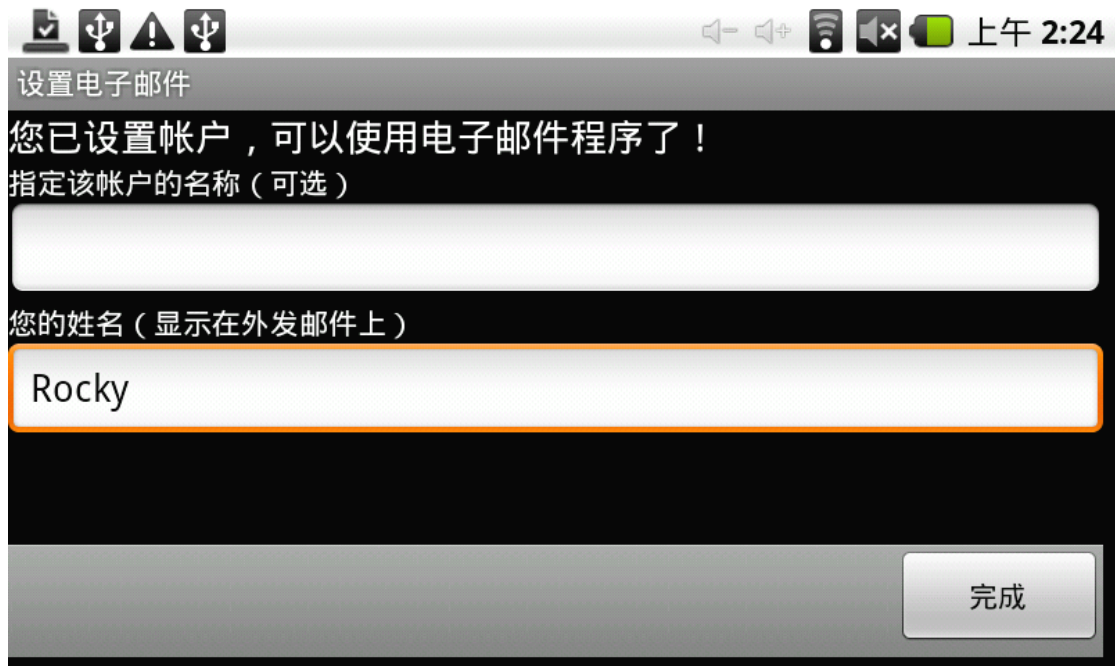 上午 2:24
设置电子邮件
您已设置帐户，可以使用电子邮件程序了！
指定该帐户的名称（可选）
您的姓名（显示在外发邮件上）
Rocky
完成